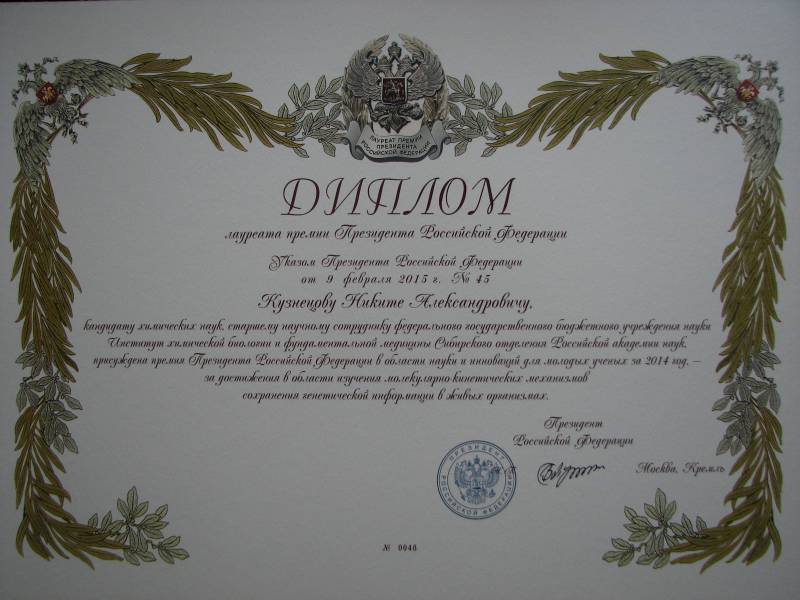 ЛАУРЕАТ ПРЕМИИ
ПРЕЗИДЕНТА
РОССИЙСКОЙ ФЕДЕРАЦИИ
ДИПЛОМ
лауреата премии Президента Российской Федерации
Указом Президента Российской Федерации
от 9 февраля 2015 г. № 45
Кузнецову Никите Александровичу,
кандидату химических наук, старшему научному сотруднику федерального государственного бюджетного учреждения науки
Институт химической биологии и фундаментальной медицины Сибирского отделения Российской академии наук,
присуждена премия Президента Российской Федерации в области науки и инноваций для молодых ученых за 2014 год, –
за достижения в области изучения молекулярно-кинетических механизмов
сохранения генетической информации в живых организмах.
Президент
Российской Федерации
ПРЕЗИДЕНТ
РОССИЙСКОЙ ФЕДЕРАЦИИ
Москва, Кремль
№ 0046